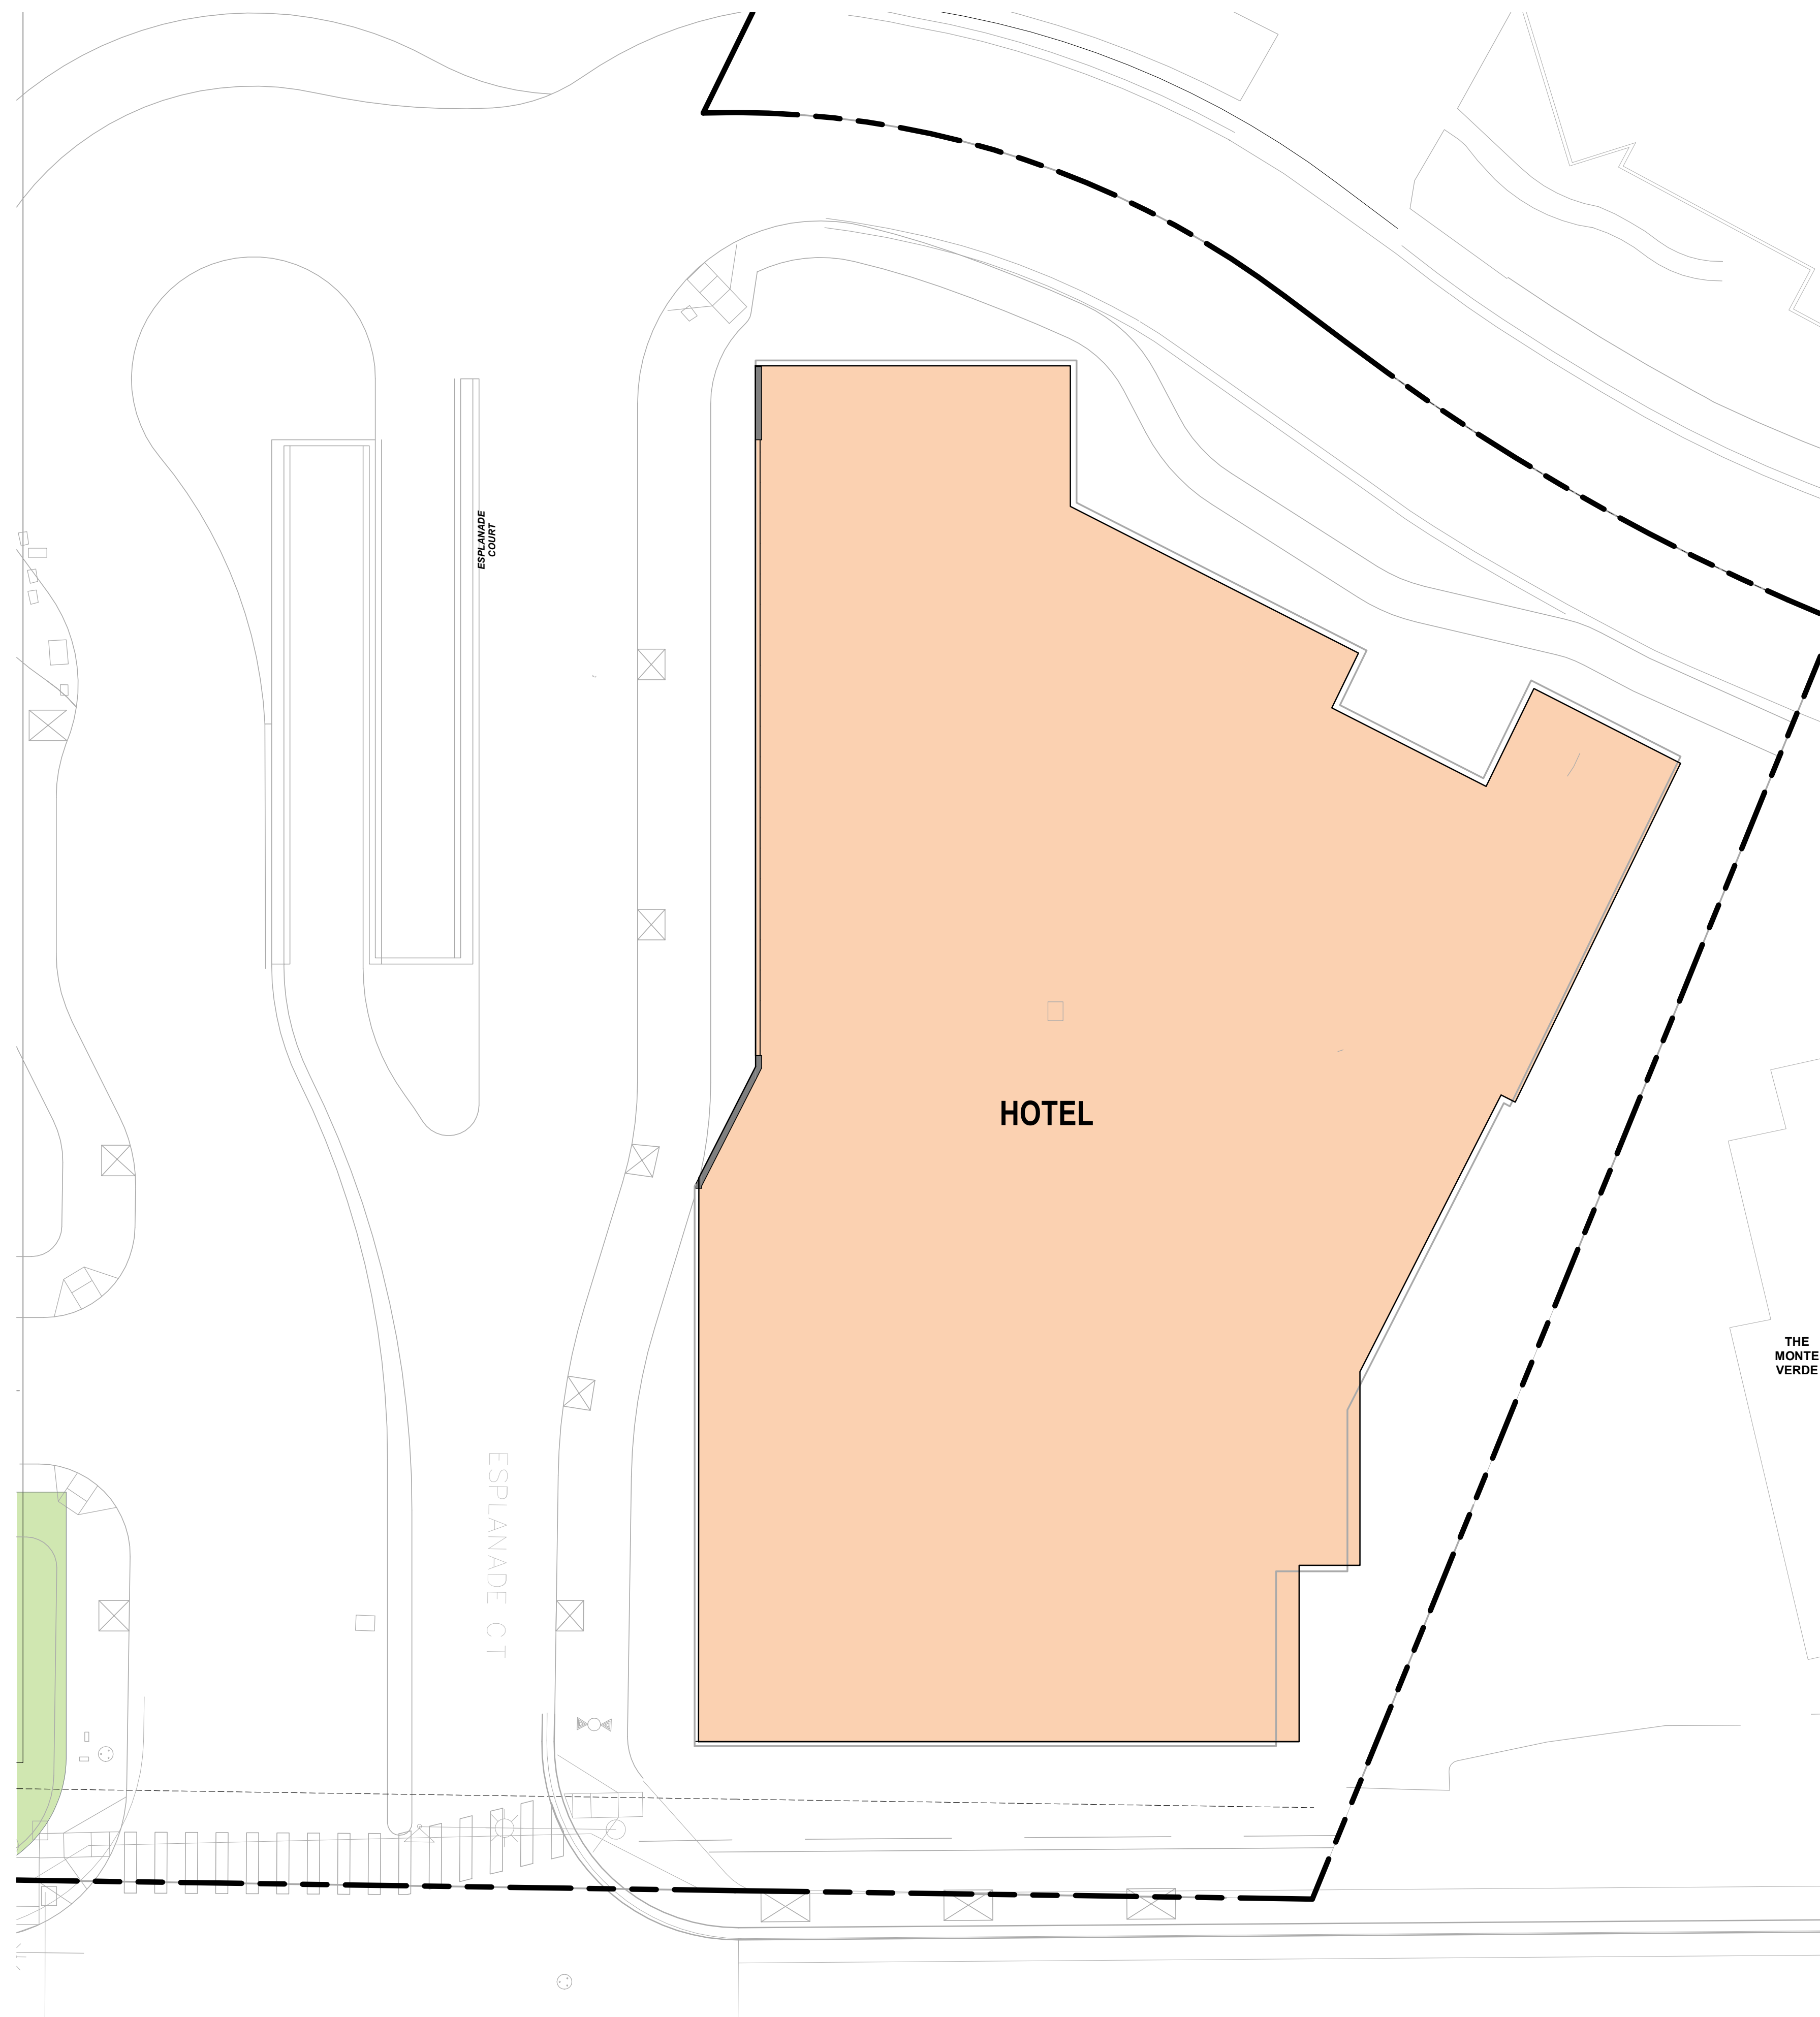 ESPLANADE
COURT
HOTEL
THE
MONTE
VERDE
ESPLANADE CT